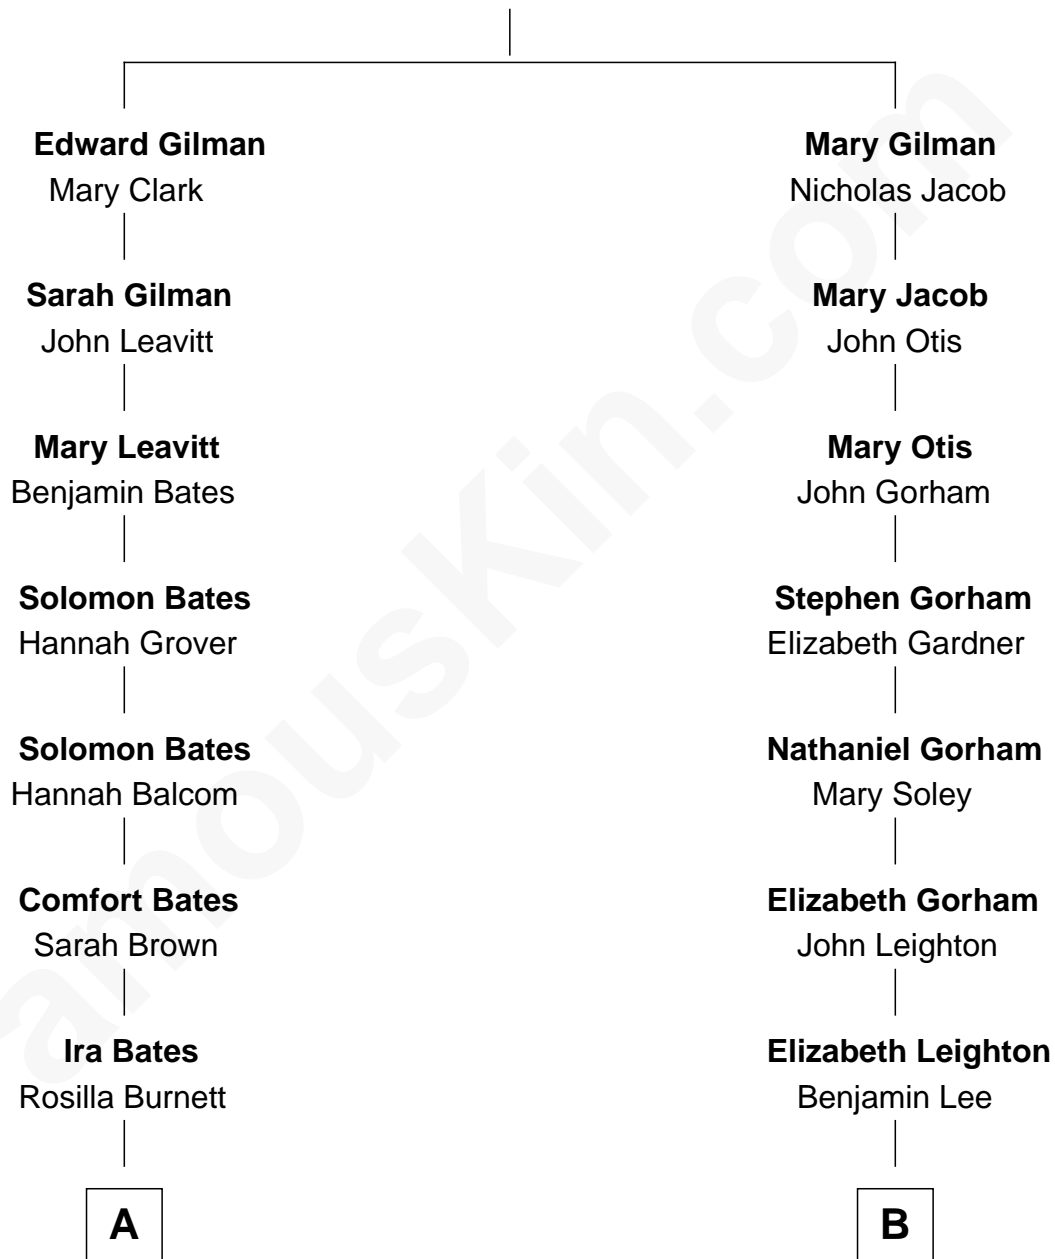 Edward Gilman
Mary Clark
Sarah Gilman
John Leavitt
Mary Leavitt
Benjamin Bates
Solomon Bates
Hannah Grover
Solomon Bates
Hannah Balcom
Comfort Bates
Sarah Brown
Ira Bates
Rosilla Burnett
A
Mary Gilman
Nicholas Jacob
Mary Jacob
John Otis
Mary Otis
John Gorham
Stephen Gorham
Elizabeth Gardner
Nathaniel Gorham
Mary Soley
Elizabeth Gorham
John Leighton
Elizabeth Leighton
Benjamin Lee
B
amouskin.com